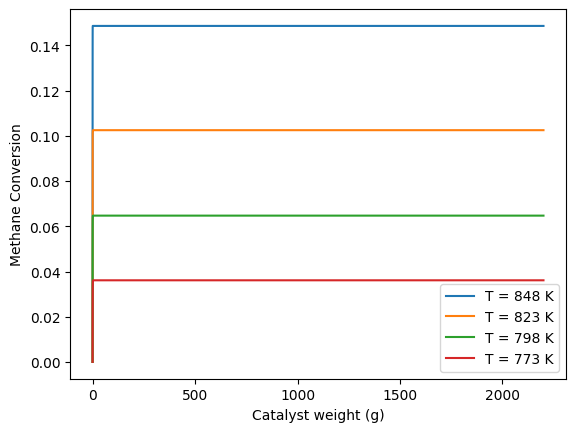 0.14
0.12
0.10
0.08
0.06
0.04
0.02
0.00
Methane Conversion
0
500
1000
1500
2000
Catalyst weight (g)
T = 848 K
T = 823 K
T = 798 K
T = 773 K